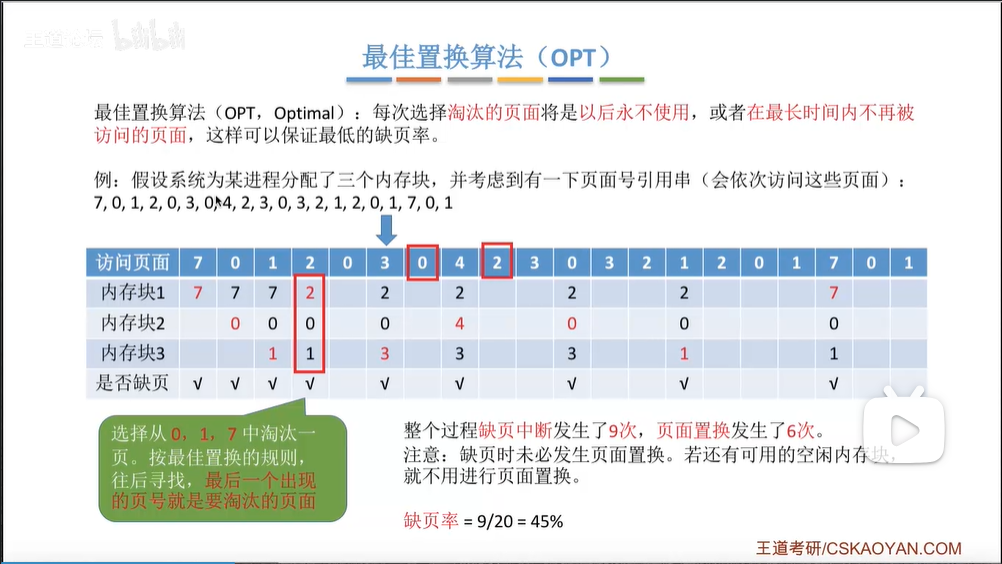 王道考研 bilibili
最佳置换算法（OPT）
最佳置换算法（OPT，Optimal）：每次选择淘汰的页面将是以后永不使用，或者在最长时间内不再被
访问的页面，这样可以保证最低的缺页率。
例：假设系统为某进程分配了三个内存块，并考虑到有一下页面号引用串（会依次访问这些页面）：
7, 0, 1, 2, 0, 3, 0, 4, 2, 3, 0, 3, 2, 1, 2, 0, 1, 7, 0, 1
访问页面 7 0 1 2 0 3 0 4 2 3 0 3 2 1 2 0 1 7 0 1
内存块1 7 7 7 2 2 2 2 2 7
内存块2 0 0 0 0 4 0 0 0
内存块3 1 1 3 3 3 1 1
是否缺页 √ √ √ √ √ √ √ √ √
选择从 0，1，7 中淘汰一
页。按最佳置换的规则，
往后寻找，最后一个出现
的页号就是要淘汰的页面
整个过程缺页中断发生了9次，页面置换发生了6次。
注意：缺页时未必发生页面置换。若还有可用的空闲内存块，
就不用进行页面置换。
缺页率 = 9/20 = 45%
王道考研/CSKAOYAN.COM